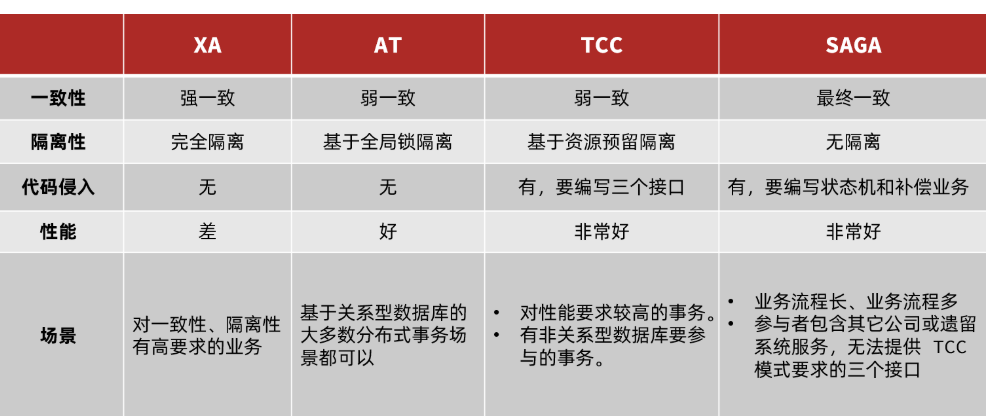 XA AT TCC SAGA
一致性 强一致 弱一致 弱一致 最终一致
隔离性 完全隔离 基于全局锁隔离 基于资源预留隔离 无隔离
代码侵入 无 无 有，要编写三个接口 有，要编写状态机和补偿业务
性能 差 好 非常好 非常好
场景
对一致性、隔离性
有高要求的业务
基于关系型数据库的
大多数分布式事务场
景都可以
• 对性能要求较高的事务。
• 有非关系型数据库要参
与的事务。
• 业务流程长、业务流程多
• 参与者包含其它公司或遗留
系统服务，无法提供 TCC
模式要求的三个接口